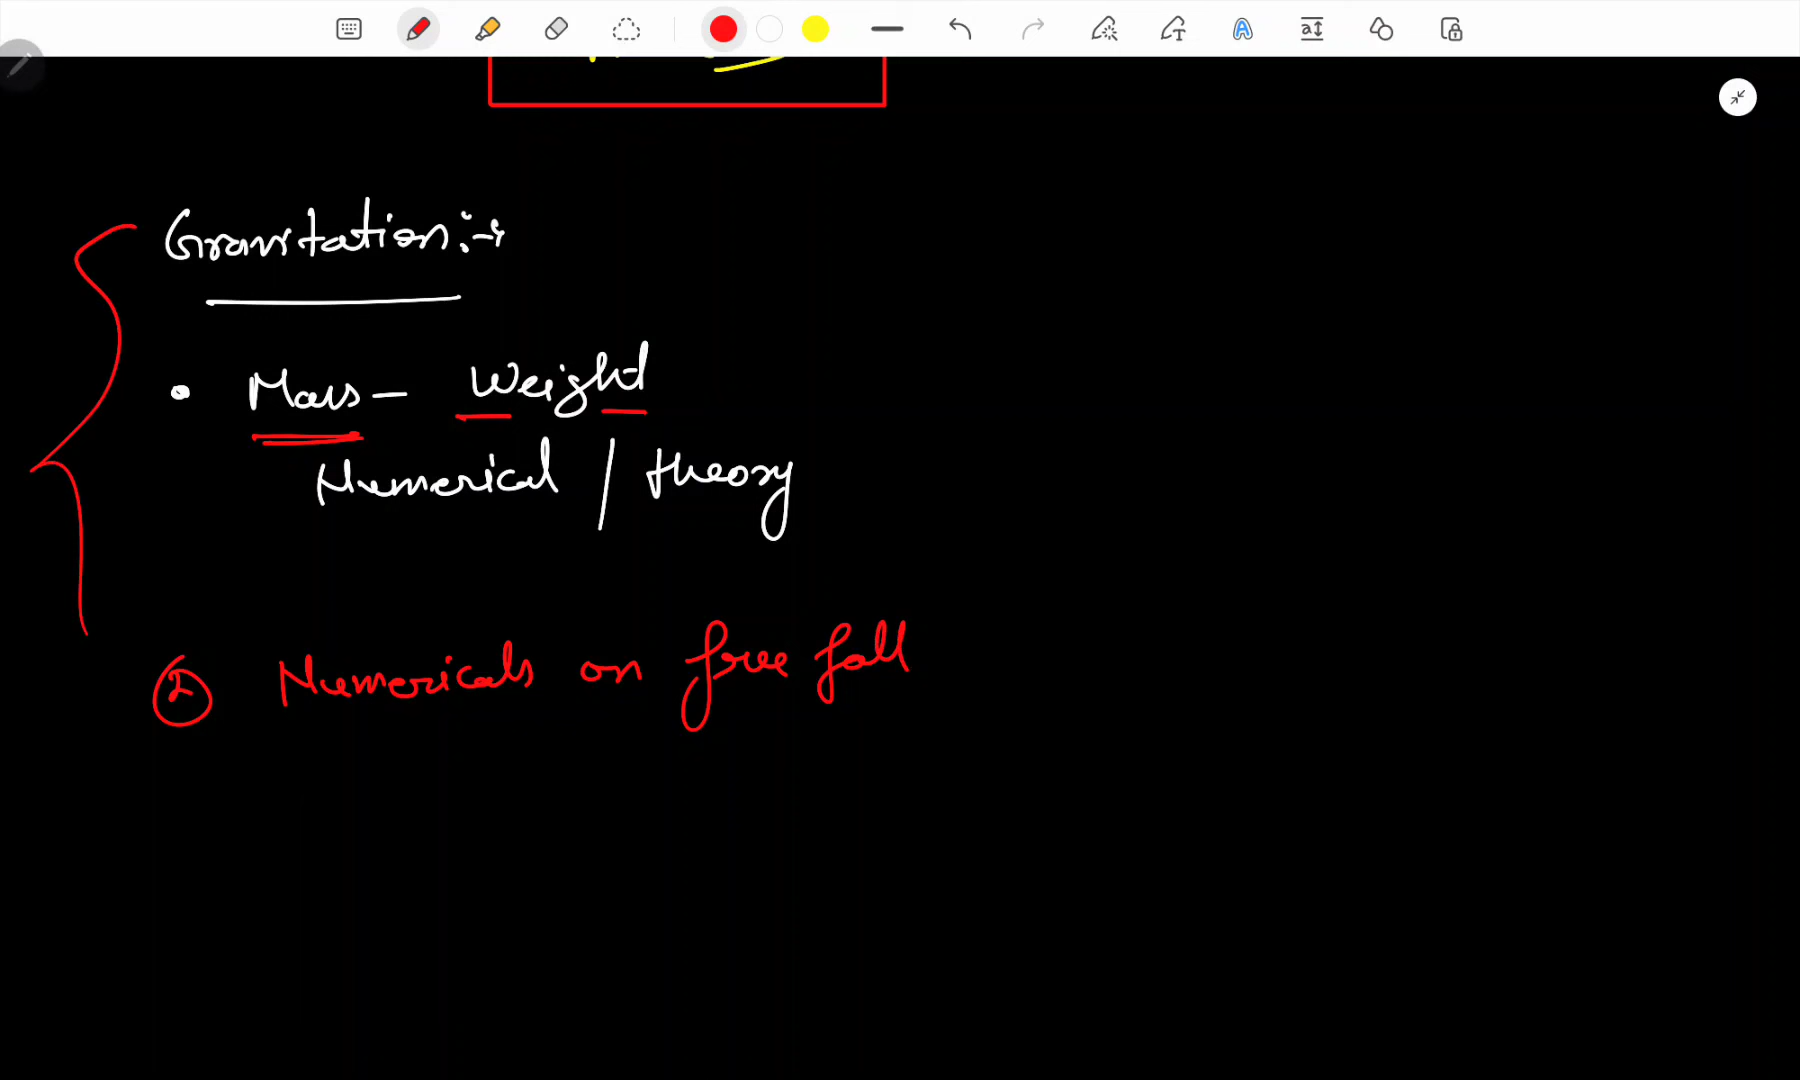 Gravitation:→
• Mass - Weight
Numerical / theory
② Numericals on free fall